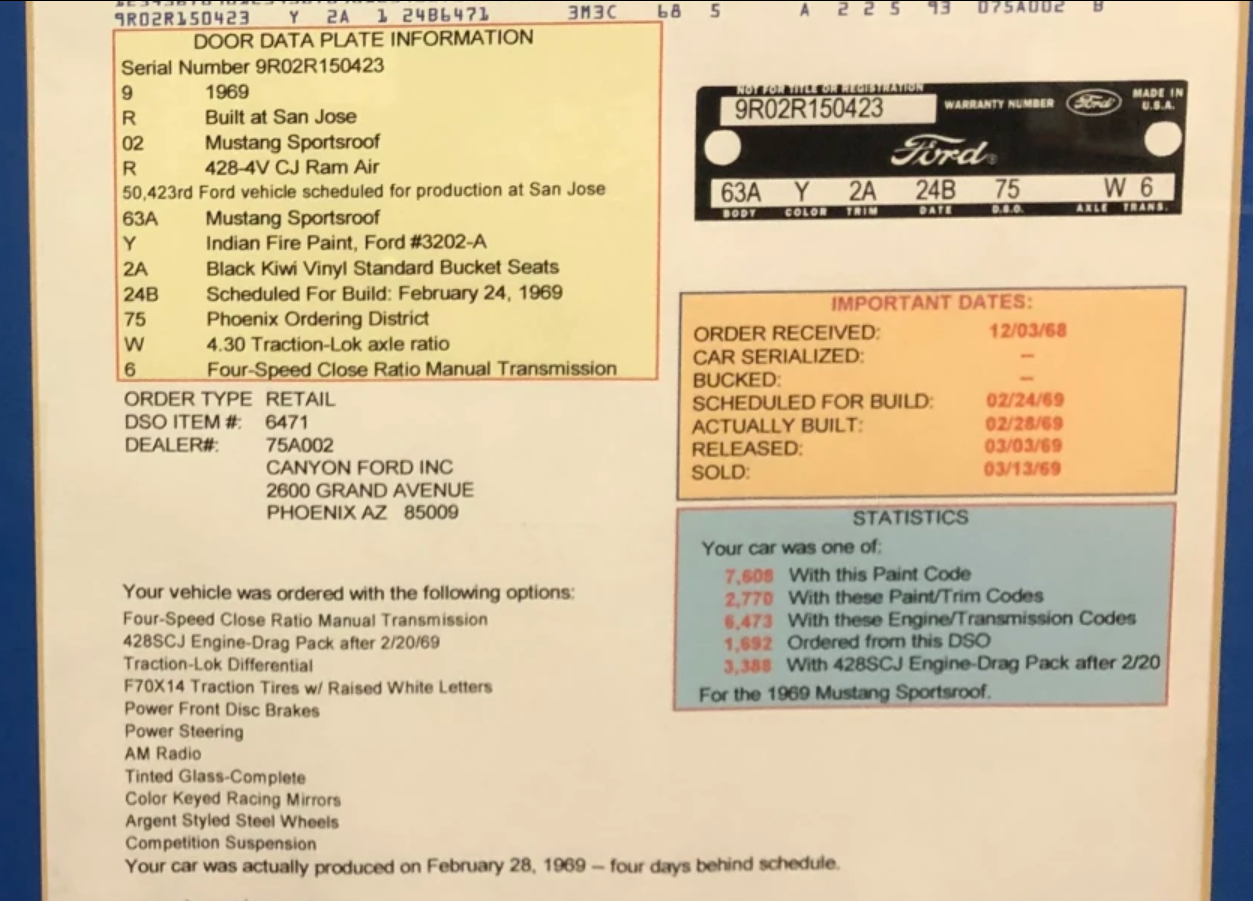 9R02R150423 Y 2A 1 24B6471 3M3C 68 5 A 2 2 5 93 D75A002 B
DOOR DATA PLATE INFORMATION
Serial Number 9R02R150423
9 1969
R Built at San Jose
02 Mustang Sportsroof
R 428-4V CJ Ram Air
50,423rd Ford vehicle scheduled for production at San Jose
63A Mustang Sportsroof
Y Indian Fire Paint, Ford #3202-A
2A Black Kiwi Vinyl Standard Bucket Seats
24B Scheduled For Build: February 24, 1969
75 Phoenix Ordering District
W 4.30 Traction-Lok axle ratio
6 Four-Speed Close Ratio Manual Transmission
ORDER TYPE RETAIL
DSO ITEM #: 6471
DEALER#: 75A002
CANYON FORD INC
2600 GRAND AVENUE
PHOENIX AZ 85009
Your vehicle was ordered with the following options:
Four-Speed Close Ratio Manual Transmission
428SCJ Engine-Drag Pack after 2/20/69
Traction-Lok Differential
F70X14 Traction Tires w/ Raised White Letters
Power Front Disc Brakes
Power Steering
AM Radio
Tinted Glass-Complete
Color Keyed Racing Mirrors
Argent Styled Steel Wheels
Competition Suspension
Your car was actually produced on February 28, 1969 – four days behind schedule.
NOT FOR TITLE OR REGISTRATION
9R02R150423 WARRANTY NUMBER Ford MADE IN U.S.A.
Ford®
63A Y 2A 24B 75 W 6
BODY COLOR TRIM DATE D.S.O. AXLE TRANS.
IMPORTANT DATES:
ORDER RECEIVED: 12/03/68
CAR SERIALIZED: --
BUCKED: --
SCHEDULED FOR BUILD: 02/24/69
ACTUALLY BUILT: 02/28/69
RELEASED: 03/03/69
SOLD: 03/13/69
STATISTICS
Your car was one of:
7,608 With this Paint Code
2,770 With these Paint/Trim Codes
6,473 With these Engine/Transmission Codes
1,692 Ordered from this DSO
3,388 With 428SCJ Engine-Drag Pack after 2/20
For the 1969 Mustang Sportsroof.